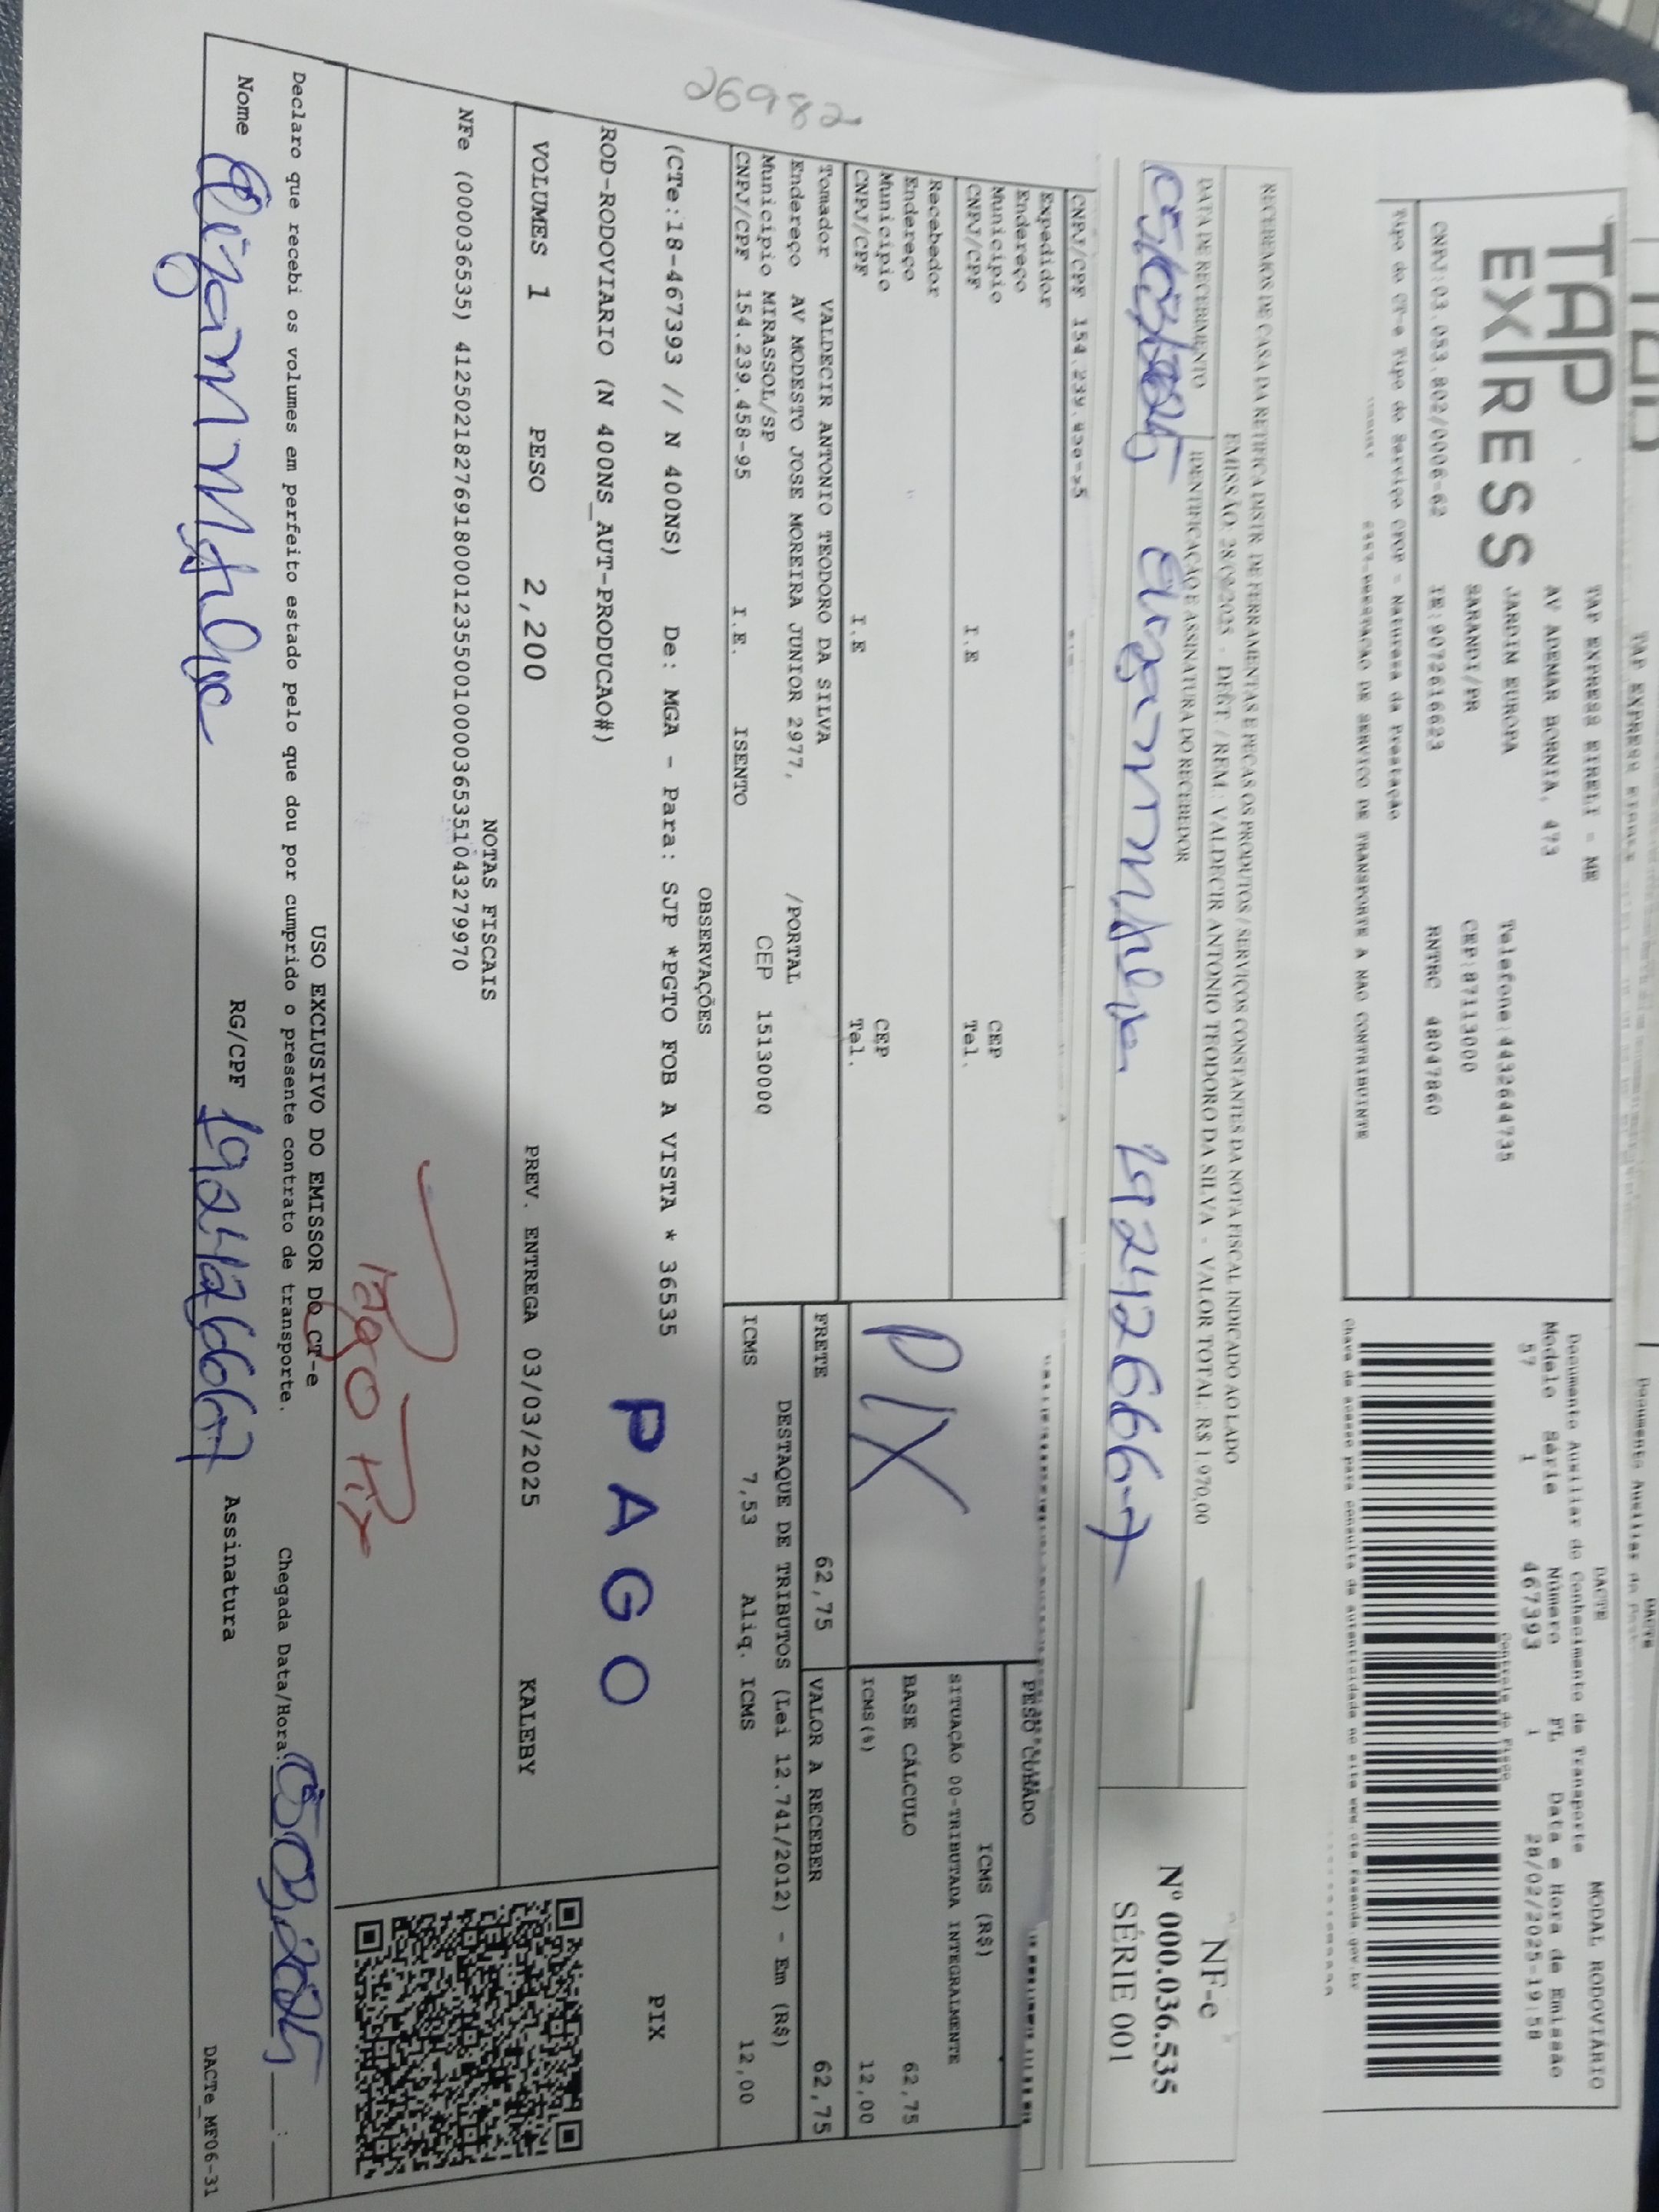 TAP EXPRESS
TAP EXPRESS EIRELI - ME
AV ADEMAR BORNIA, 473
JARDIM EUROPA
Telefone:4432644735
SARANDI/PR
CEP:87113000
CNPJ:03.053.802/0006-62 IE:9072616623 RNTRC 48047860
Tipo do CT-e Tipo do Serviço CFOP - Natureza da Prestação
DACTE
MODAL RODOVIÁRIO
Documento Auxiliar do Conhecimento de Transporte
Modelo Série Número FL Data e Hora de Emissão
57 1 467393 1 28/02/2025-19:58
Controle do Fisco
Chave de acesso para consulta de autenticidade no site www.cte.fazenda.gov.br
RECEBEMOS DE CASA DA RETIFICA DISTR. DE FERRAMENTAS E PECAS OS PRODUTOS / SERVIÇOS CONSTANTES DA NOTA FISCAL INDICADO AO LADO
EMISSÃO: 28/02/2025 - DEST. / REM.: VALDECIR ANTONIO TEODORO DA SILVA - VALOR TOTAL: R$ 1.970,00
DATA DE RECEBIMENTO
IDENTIFICAÇÃO E ASSINATURA DO RECEBEDOR
192426667
NF-e
Nº 000.036.535
SÉRIE 001
CNPJ/CPF
Expedidor
Endereço
Município CEP
CNPJ/CPF I.E Tel.
Recebedor
Endereço
Município CEP
CNPJ/CPF I.E Tel.
PIX
SITUAÇÃO 00-TRIBUTADA INTEGRALMENTE
ICMS (R$)
BASE CÁLCULO 62,75
ICMS(%) 12,00
Tomador VALDECIR ANTONIO TEODORO DA SILVA
Endereço AV MODESTO JOSE MOREIRA JUNIOR 2977, /PORTAL
Município MIRASSOL/SP CEP 15130000
CNPJ/CPF 154.239.458-95 I.E. ISENTO
FRETE 62,75 VALOR A RECEBER 62,75
DESTAQUE DE TRIBUTOS (Lei 12.741/2012) - Em (R$)
ICMS 7,53 Aliq. ICMS 12,00
26982
OBSERVAÇÕES
(CTe:18-467393 // N 400NS) De: MGA - Para: SJP *PGTO FOB A VISTA * 36535
ROD-RODOVIARIO (N 400NS_AUT-PRODUCAO#)
PAGO
PIX
VOLUMES 1 PESO 2,200 PREV. ENTREGA 03/03/2025 KALEBY
NOTAS FISCAIS
NFe (000036535) 41250218276918000123550010000365351043279970
Pago Pix
USO EXCLUSIVO DO EMISSOR DO CT-e
Declaro que recebi os volumes em perfeito estado pelo que dou por cumprido o presente contrato de transporte.
Chegada Data/Hora:
Nome RG/CPF 192426667 Assinatura
DACTe_MF06-31